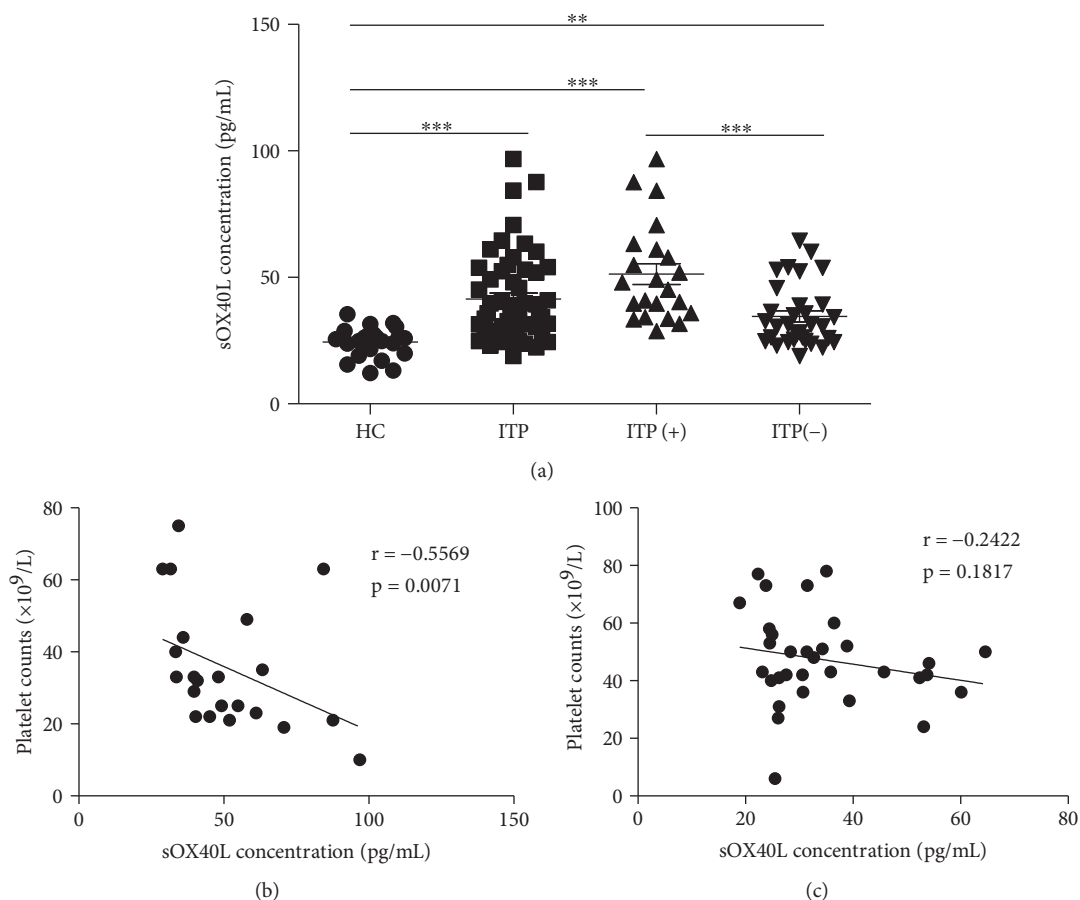 150
100
50
0
sOX40L concentration (pg/mL)
**
***
***
***
HC ITP ITP (+) ITP(−)
(a)
80
60
40
20
0
Platelet counts (×10⁹/L)
r = −0.5569
p = 0.0071
0 50 100 150
sOX40L concentration (pg/mL)
(b)
100
80
60
40
20
0
Platelet counts (×10⁹/L)
r = −0.2422
p = 0.1817
0 20 40 60 80
sOX40L concentration (pg/mL)
(c)